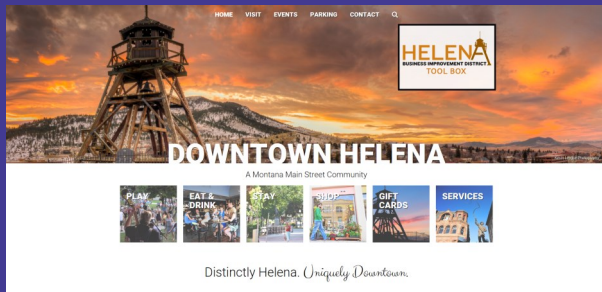 HOME VISIT EVENTS PARKING CONTACT
HELENA
BUSINESS IMPROVEMENT DISTRICT
TOOL BOX
DOWNTOWN HELENA
A Montana Main Street Community
PLAY
EAT &
DRINK
STAY
SHOP
GIFT
CARDS
SERVICES
Distinctly Helena. Uniquely Downtown.